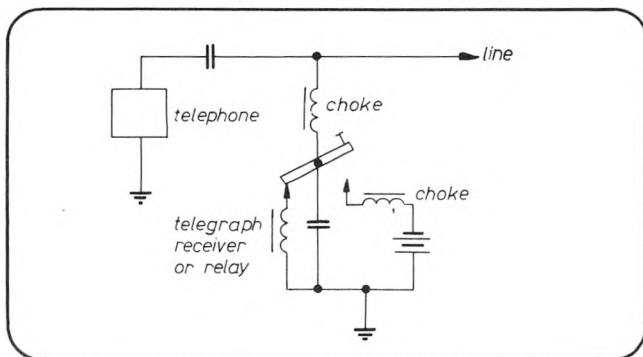 line
choke
telephone
choke
telegraph
receiver
or relay